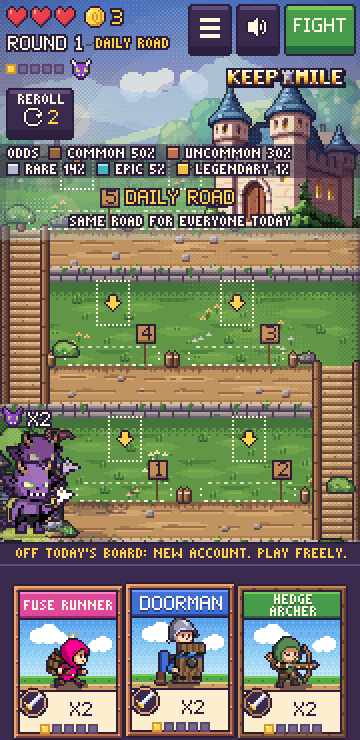 3
FIGHT
ROUND 1 DAILY ROAD
KEEP MILE
REROLL
2
ODDS COMMON 50% UNCOMMON 30%
RARE 14% EPIC 5% LEGENDARY 1%
5 DAILY ROAD
SAME ROAD FOR EVERYONE TODAY
4
3
X2
1
2
OFF TODAY'S BOARD: NEW ACCOUNT. PLAY FREELY.
FUSE RUNNER
DOORMAN
HEDGE
ARCHER
X2
X2
X2